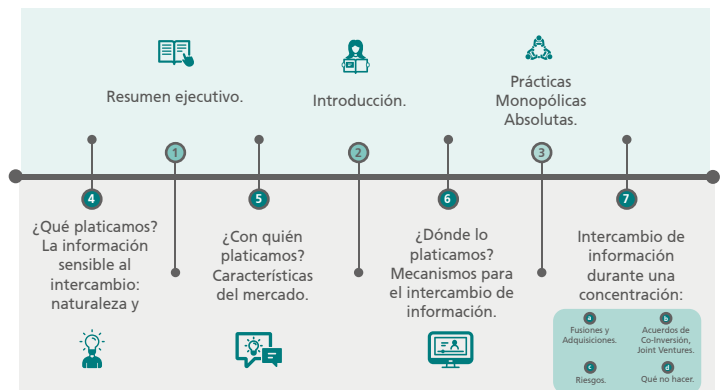 Resumen ejecutivo.
Introducción.
Prácticas
Monopólicas
Absolutas.
1
2
3
4
5
6
7
¿Qué platicamos?
La información
sensible al
intercambio:
naturaleza y
¿Con quién
platicamos?
Características
del mercado.
¿Dónde lo
platicamos?
Mecanismos para
el intercambio de
información.
Intercambio de
información
durante una
concentración:
a
Fusiones y
Adquisiciones.
b
Acuerdos de
Co-Inversión,
Joint Ventures.
c
Riesgos.
d
Qué no hacer.